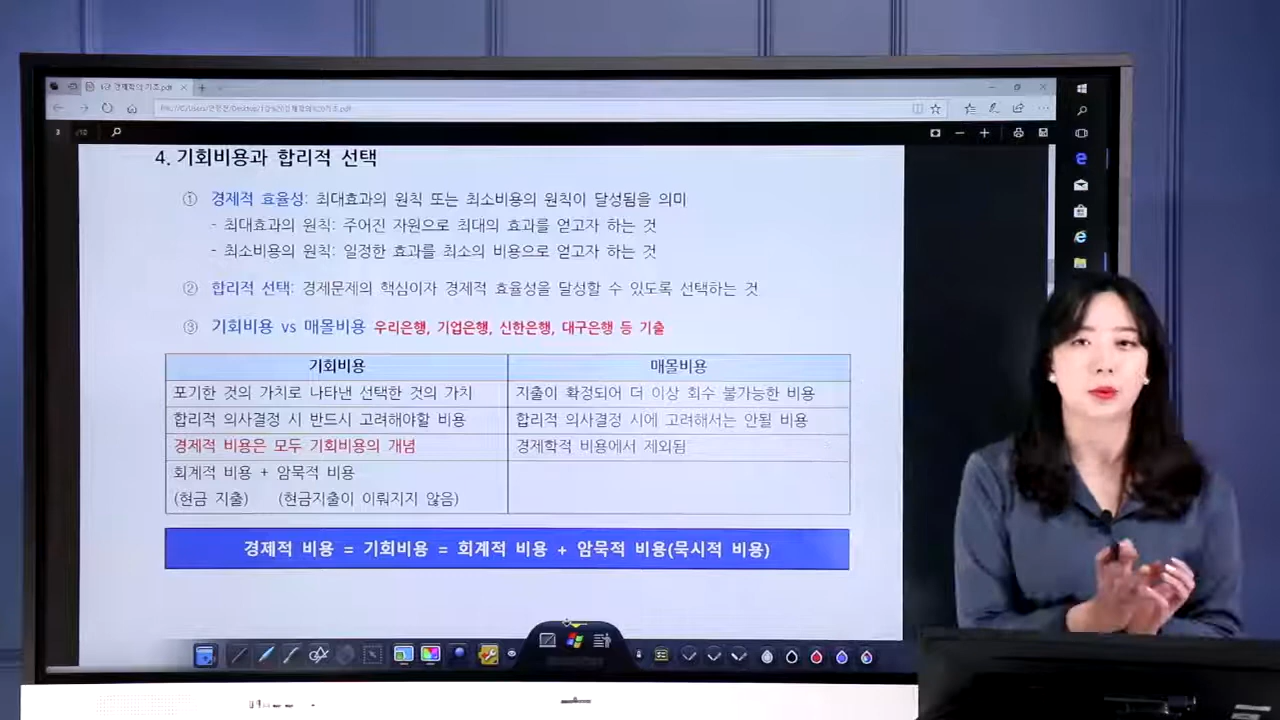 경제학의 기초.pdf
3 /10
4. 기회비용과 합리적 선택
① 경제적 효율성: 최대효과의 원칙 또는 최소비용의 원칙이 달성됨을 의미
- 최대효과의 원칙: 주어진 자원으로 최대의 효과를 얻고자 하는 것
- 최소비용의 원칙: 일정한 효과를 최소의 비용으로 얻고자 하는 것
② 합리적 선택: 경제문제의 핵심이자 경제적 효율성을 달성할 수 있도록 선택하는 것
③ 기회비용 vs 매몰비용 우리은행, 기업은행, 신한은행, 대구은행 등 기출
기회비용 매몰비용
포기한 것의 가치로 나타낸 선택한 것의 가치 지출이 확정되어 더 이상 회수 불가능한 비용
합리적 의사결정 시 반드시 고려해야할 비용 합리적 의사결정 시에 고려해서는 안될 비용
경제적 비용은 모두 기회비용의 개념 경제학적 비용에서 제외됨
회계적 비용 + 암묵적 비용
(현금 지출) (현금지출이 이뤄지지 않음)
경제적 비용 = 기회비용 = 회계적 비용 + 암묵적 비용(묵시적 비용)